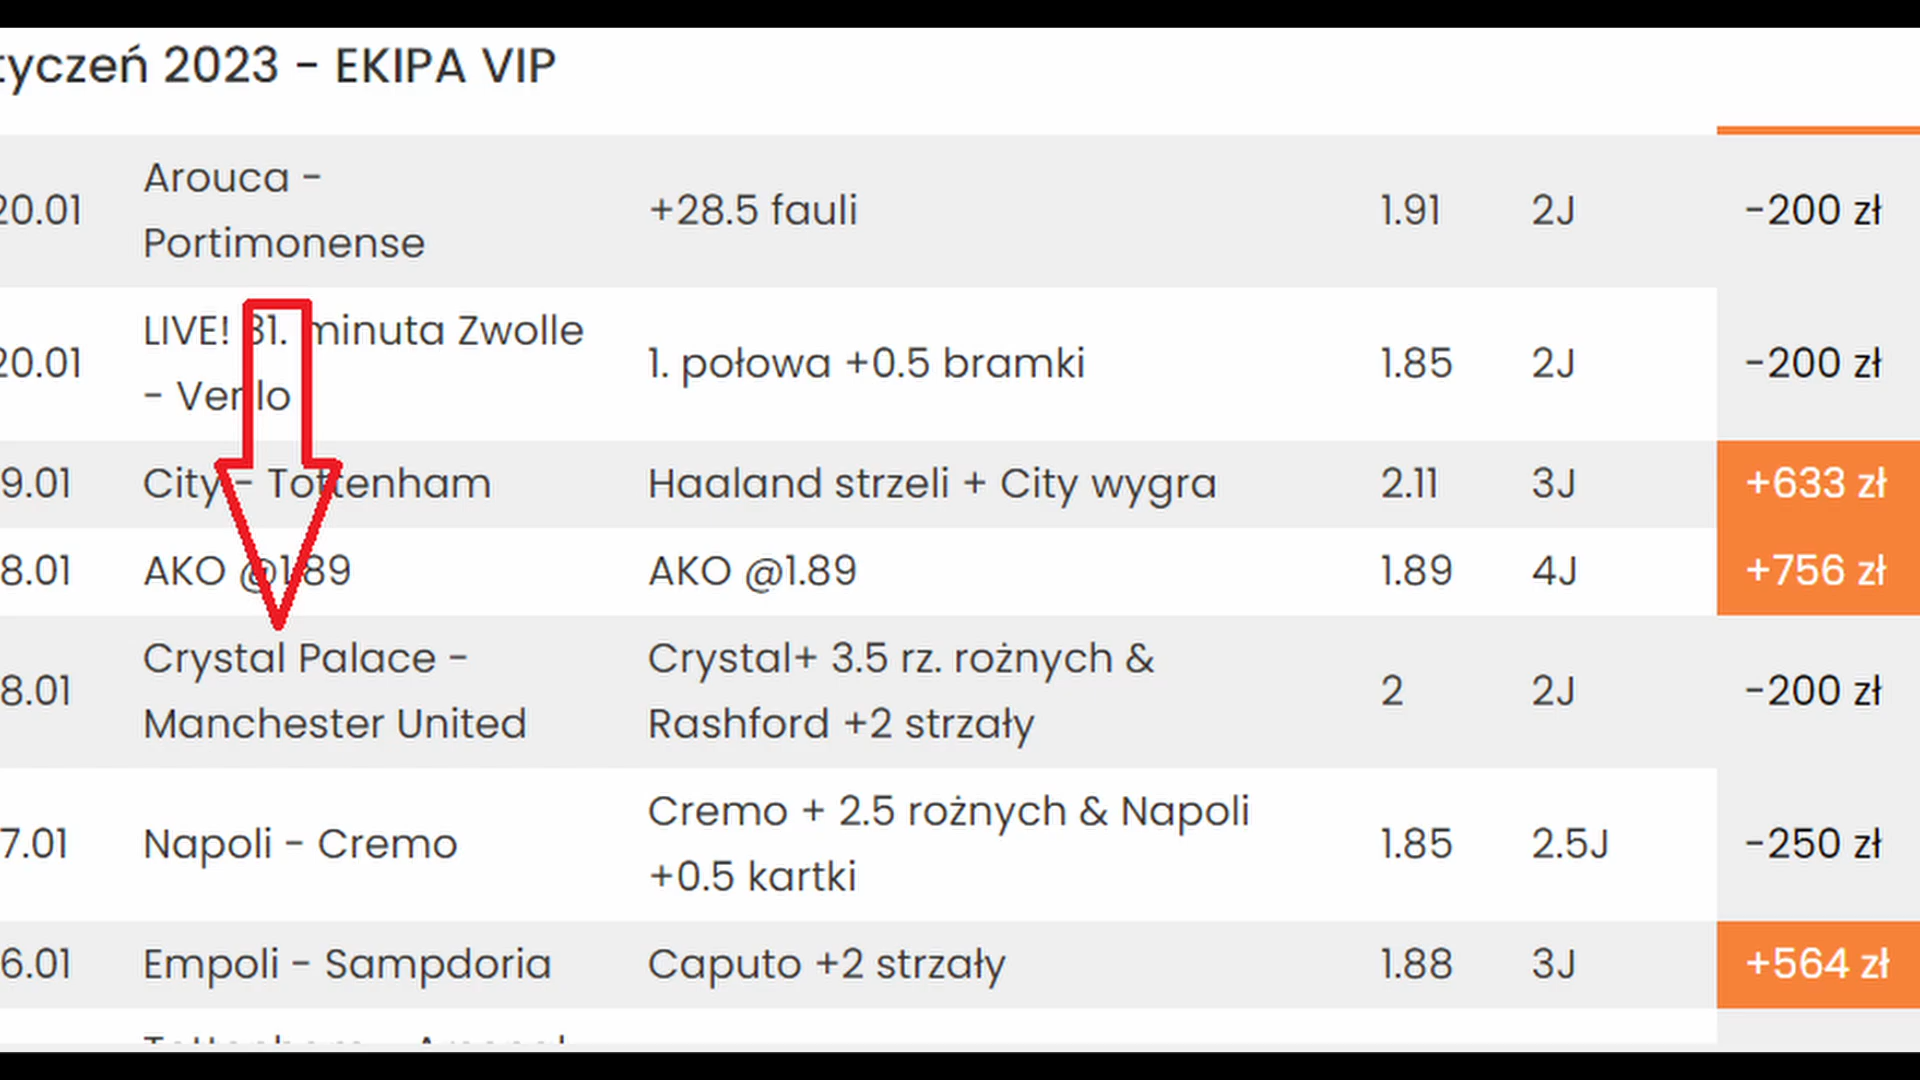 tyczeń 2023 - EKIPA VIP
20.01 Arouca - Portimonense +28.5 fauli 1.91 2J -200 zł
20.01 LIVE! 31. minuta Zwolle - Venlo 1. połowa +0.5 bramki 1.85 2J -200 zł
9.01 City - Tottenham Haaland strzeli + City wygra 2.11 3J +633 zł
8.01 AKO @1.89 AKO @1.89 1.89 4J +756 zł
8.01 Crystal Palace - Manchester United Crystal+ 3.5 rz. rożnych & Rashford +2 strzały 2 2J -200 zł
7.01 Napoli - Cremo Cremo + 2.5 rożnych & Napoli +0.5 kartki 1.85 2.5J -250 zł
6.01 Empoli - Sampdoria Caputo +2 strzały 1.88 3J +564 zł